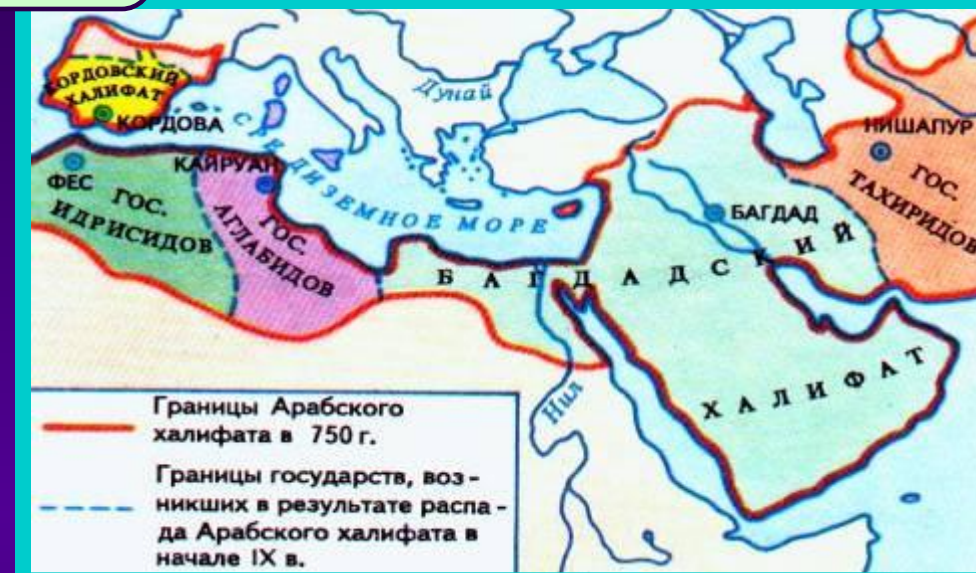 КОРДОВСКИЙ
ХАЛИФАТ
КОРДОВА
ФЕС
ГОС.
ИДРИСИДОВ
КАЙРУАН
ГОС.
АГЛАБИДОВ
СРЕДИЗЕМНОЕ МОРЕ
Дунай
БАГДАД
БАГДАДСКИЙ
ХАЛИФАТ
Нил
НИШАПУР
ГОС.
ТАХИРИДОВ
Границы Арабского
халифата в 750 г.
Границы государств, воз-
никших в результате распа-
да Арабского халифата в
начале IX в.